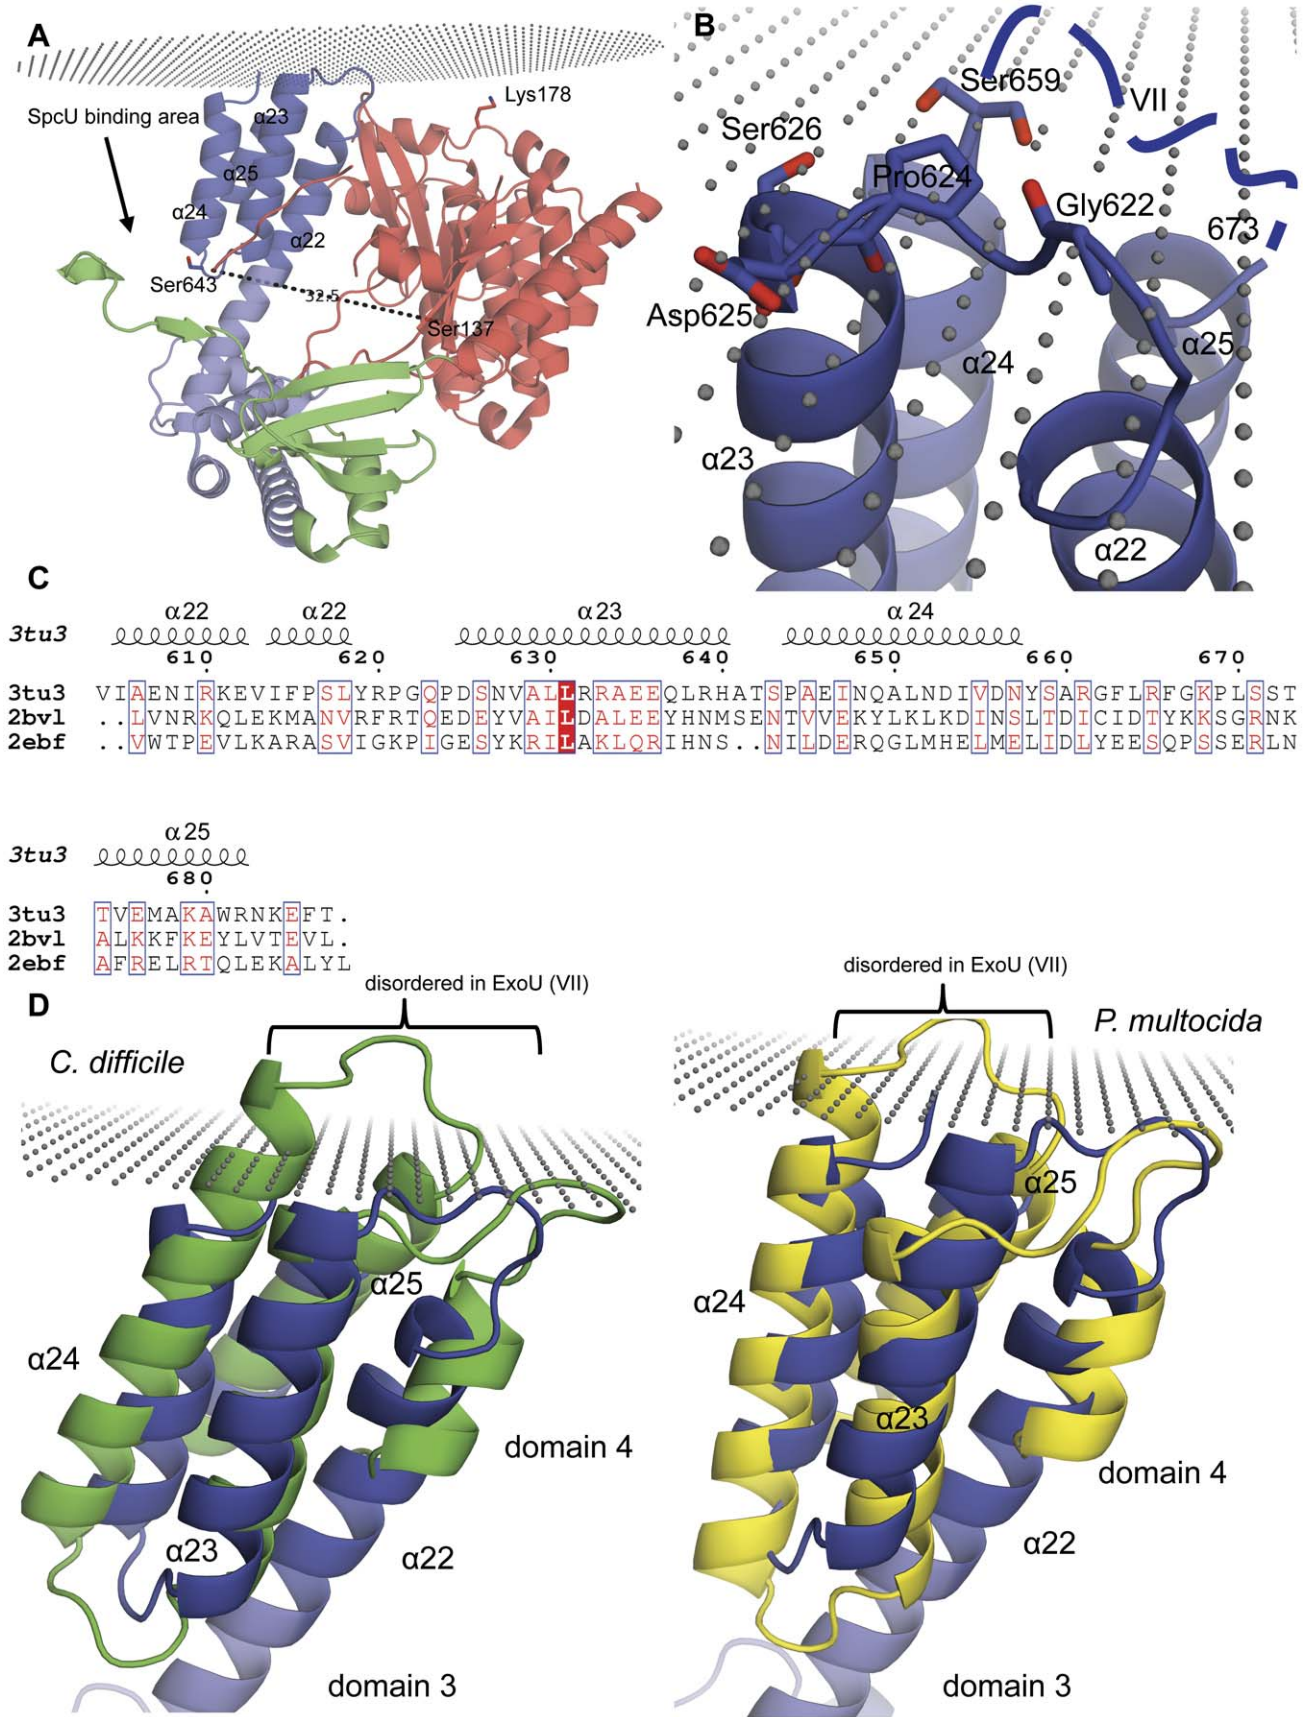 A
SpcU binding area
α23
α25
α24
α22
Ser643
32.5
Ser137
Lys178
B
Ser659
VII
Ser626
Pro624
Gly622
673
Asp625
α24
α25
α23
α22
C
α22 α22 α23 α24
3tu3
610 620 630 640 650 660 670
3tu3 VIAENIRKEVIFPSLYRPGQPDSNVALLRRAEEQLRHATSPAEINQALNDIVDNYSARGFLRFGKPLSST
2bvl ..LVNRKQLEKMANVRFRTQEDEYVAILDALEEYHNMSENTVVEKYLKLKDINSLTDICIDTYKKSGRNK
2ebf ..VWTPEVLKARASVIGKPIGESYKRILAKLQRIHNS..NILDERQGLMHELMELIDLYEESQPSSERLN
α25
3tu3
680
3tu3 TVEMAKAWRNKEFT.
2bvl ALKKFKEYLVTEVL.
2ebf AFRELRTQLEKALYL
D
disordered in ExoU (VII)
C. difficile
α25
α24
domain 4
α23
α22
domain 3
disordered in ExoU (VII)
P. multocida
α25
α24
α23
domain 4
α22
domain 3